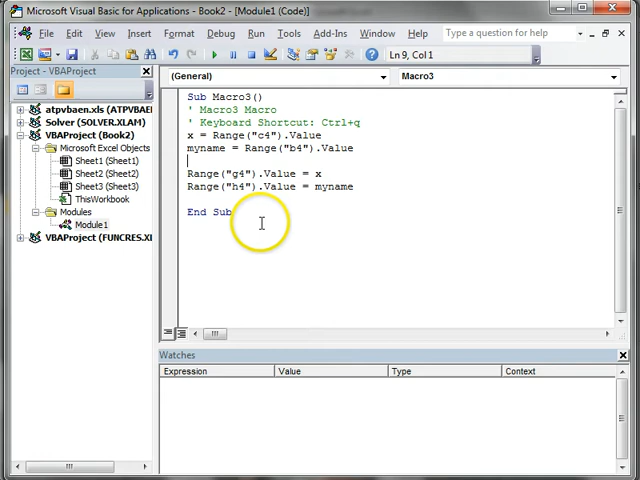 Microsoft Visual Basic for Applications - Book2 - [Module1 (Code)]
File Edit View Insert Format Debug Run Tools Add-Ins Window Help Type a question for help
Ln 9, Col 1
Project - VBAProject
(General) Macro3
atpvbaen.xls (ATPVBAEN
Solver (SOLVER.XLAM)
VBAProject (Book2)
Microsoft Excel Objects
Sheet1 (Sheet1)
Sheet2 (Sheet2)
Sheet3 (Sheet3)
ThisWorkbook
Modules
Module1
VBAProject (FUNCRES.XL
Sub Macro3()
' Macro3 Macro
' Keyboard Shortcut: Ctrl+q
x = Range("c4").Value
myname = Range("b4").Value
Range("g4").Value = x
Range("h4").Value = myname
End Sub
Watches
Expression Value Type Context